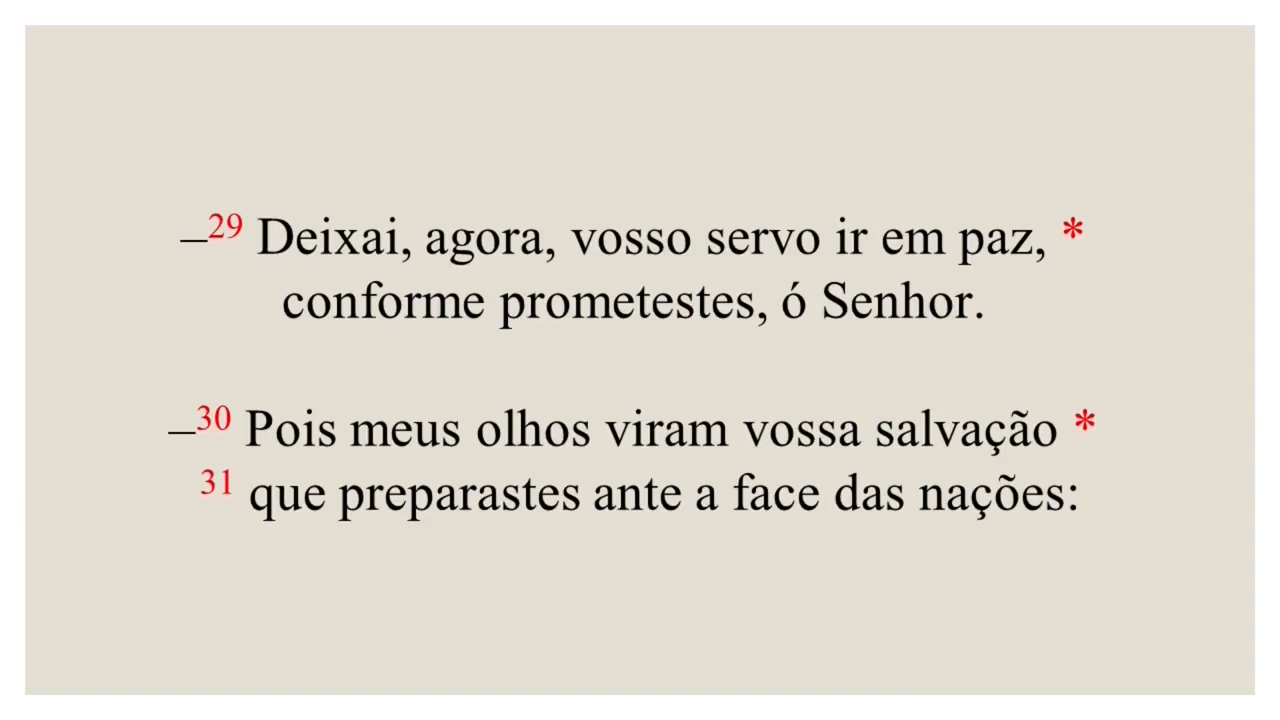 –29 Deixai, agora, vosso servo ir em paz, *
conforme prometestes, ó Senhor.
–30 Pois meus olhos viram vossa salvação *
31 que preparastes ante a face das nações: